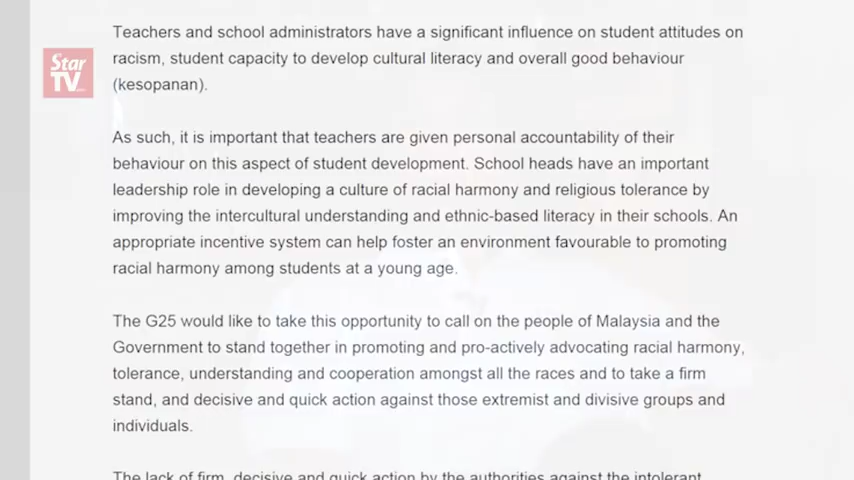 Teachers and school administrators have a significant influence on student attitudes on
racism, student capacity to develop cultural literacy and overall good behaviour
(kesopanan).
Star
TV
As such, it is important that teachers are given personal accountability of their
behaviour on this aspect of student development. School heads have an important
leadership role in developing a culture of racial harmony and religious tolerance by
improving the intercultural understanding and ethnic-based literacy in their schools. An
appropriate incentive system can help foster an environment favourable to promoting
racial harmony among students at a young age.
The G25 would like to take this opportunity to call on the people of Malaysia and the
Government to stand together in promoting and pro-actively advocating racial harmony,
tolerance, understanding and cooperation amongst all the races and to take a firm
stand, and decisive and quick action against those extremist and divisive groups and
individuals.
The lack of firm, decisive and quick action by the authorities against the intolerant